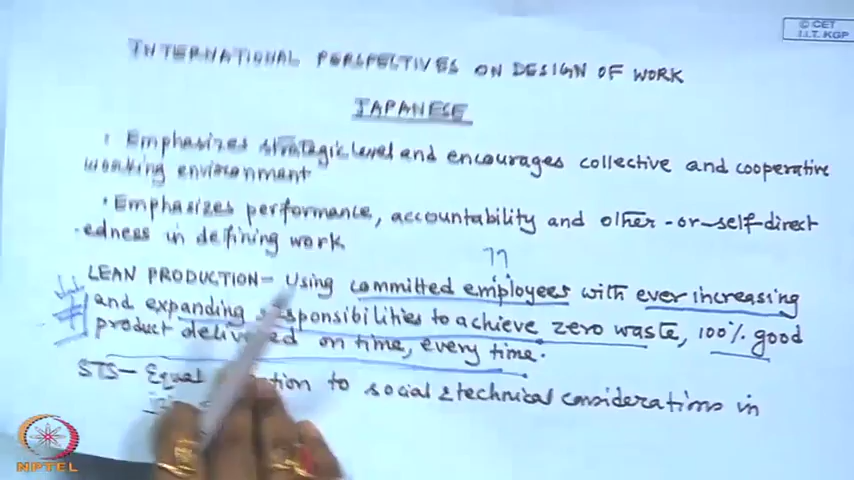 © CET
I.I.T. KGP
INTERNATIONAL PERSPECTIVES ON DESIGN OF WORK
JAPANESE
• Emphasizes strategic level and encourages collective and cooperative
working environment
• Emphasizes performance, accountability and other-or-self-direct
-edness in defining work
LEAN PRODUCTION- Using committed employees with ever increasing
and expanding responsibilities to achieve zero waste, 100% good
product delivered on time, every time.
STS- Equal to social & technical considerations in
NPTEL